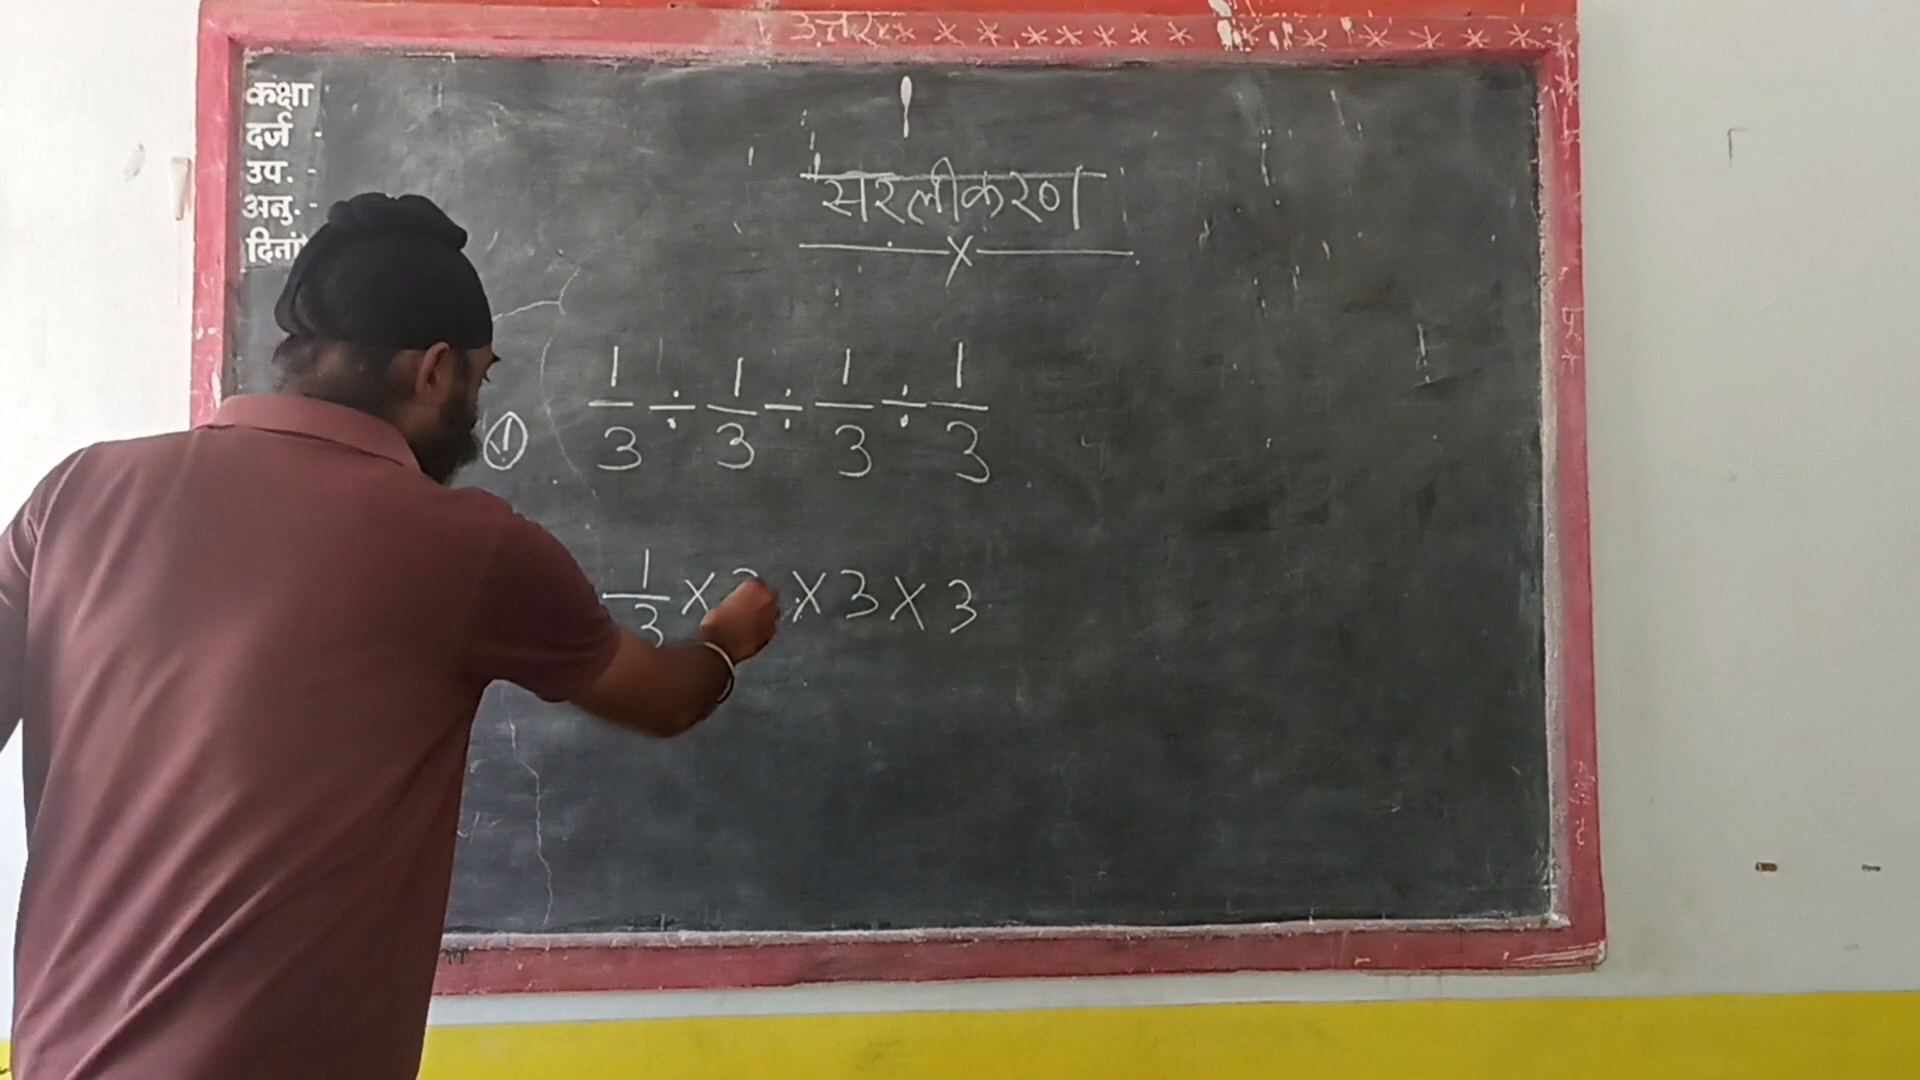 उत्तर
कक्षा
दर्ज -
उप. -
अनु. -
सरलीकरण
x
① 1/3 ÷ 1/3 ÷ 1/3 ÷ 1/3
1/3 × 3 × 3 × 3